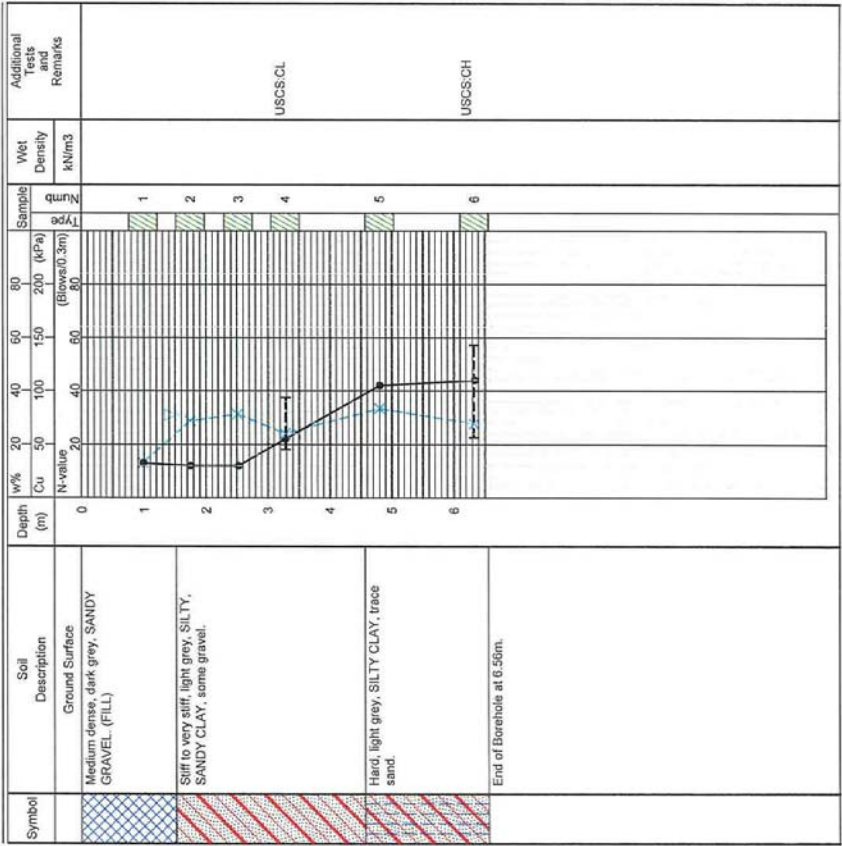 Symbol
Soil
Description
Depth
(m)
w% 20 40 60 80
Cu 50 100 150 200 (kPa)
N-value (Blows/0.3m)
20 40 60 80
Sample
Type
Numb
Wet
Density
kN/m3
Additional
Tests
and
Remarks
Ground Surface
0
Medium dense, dark grey, SANDY
GRAVEL. (FILL)
1
1
Stiff to very stiff, light grey, SILTY,
SANDY CLAY, some gravel.
2
2
3
3
4
USCS:CL
4
Hard, light grey, SILTY CLAY, trace
sand.
5
5
6
6
USCS:CH
End of Borehole at 6.56m.